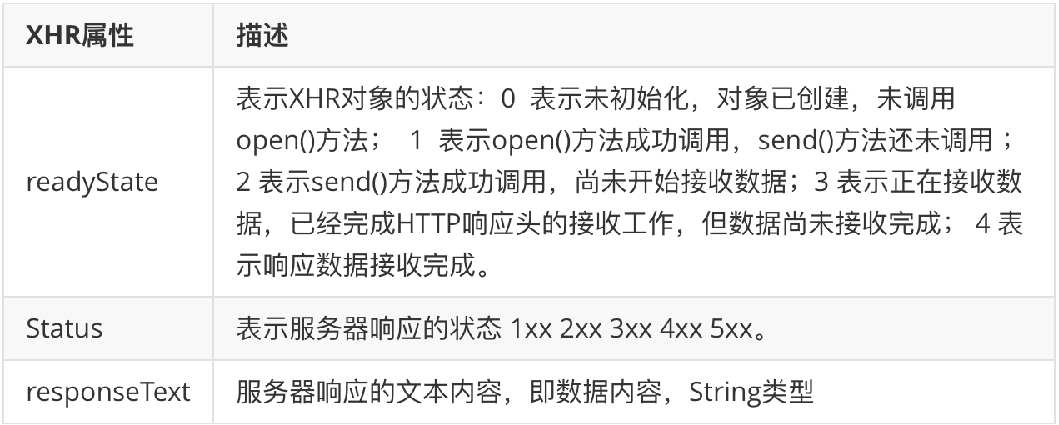 XHR属性 描述
表示XHR对象的状态：0 表示未初始化，对象已创建，未调用
open()方法； 1 表示open()方法成功调用，send()方法还未调用；
readyState
2 表示send()方法成功调用，尚未开始接收数据；3 表示正在接收数
据，已经完成HTTP响应头的接收工作，但数据尚未接收完成； 4 表
示响应数据接收完成。
Status 表示服务器响应的状态 1xx 2xx 3xx 4xx 5xx。
responseText 服务器响应的文本内容，即数据内容，String类型